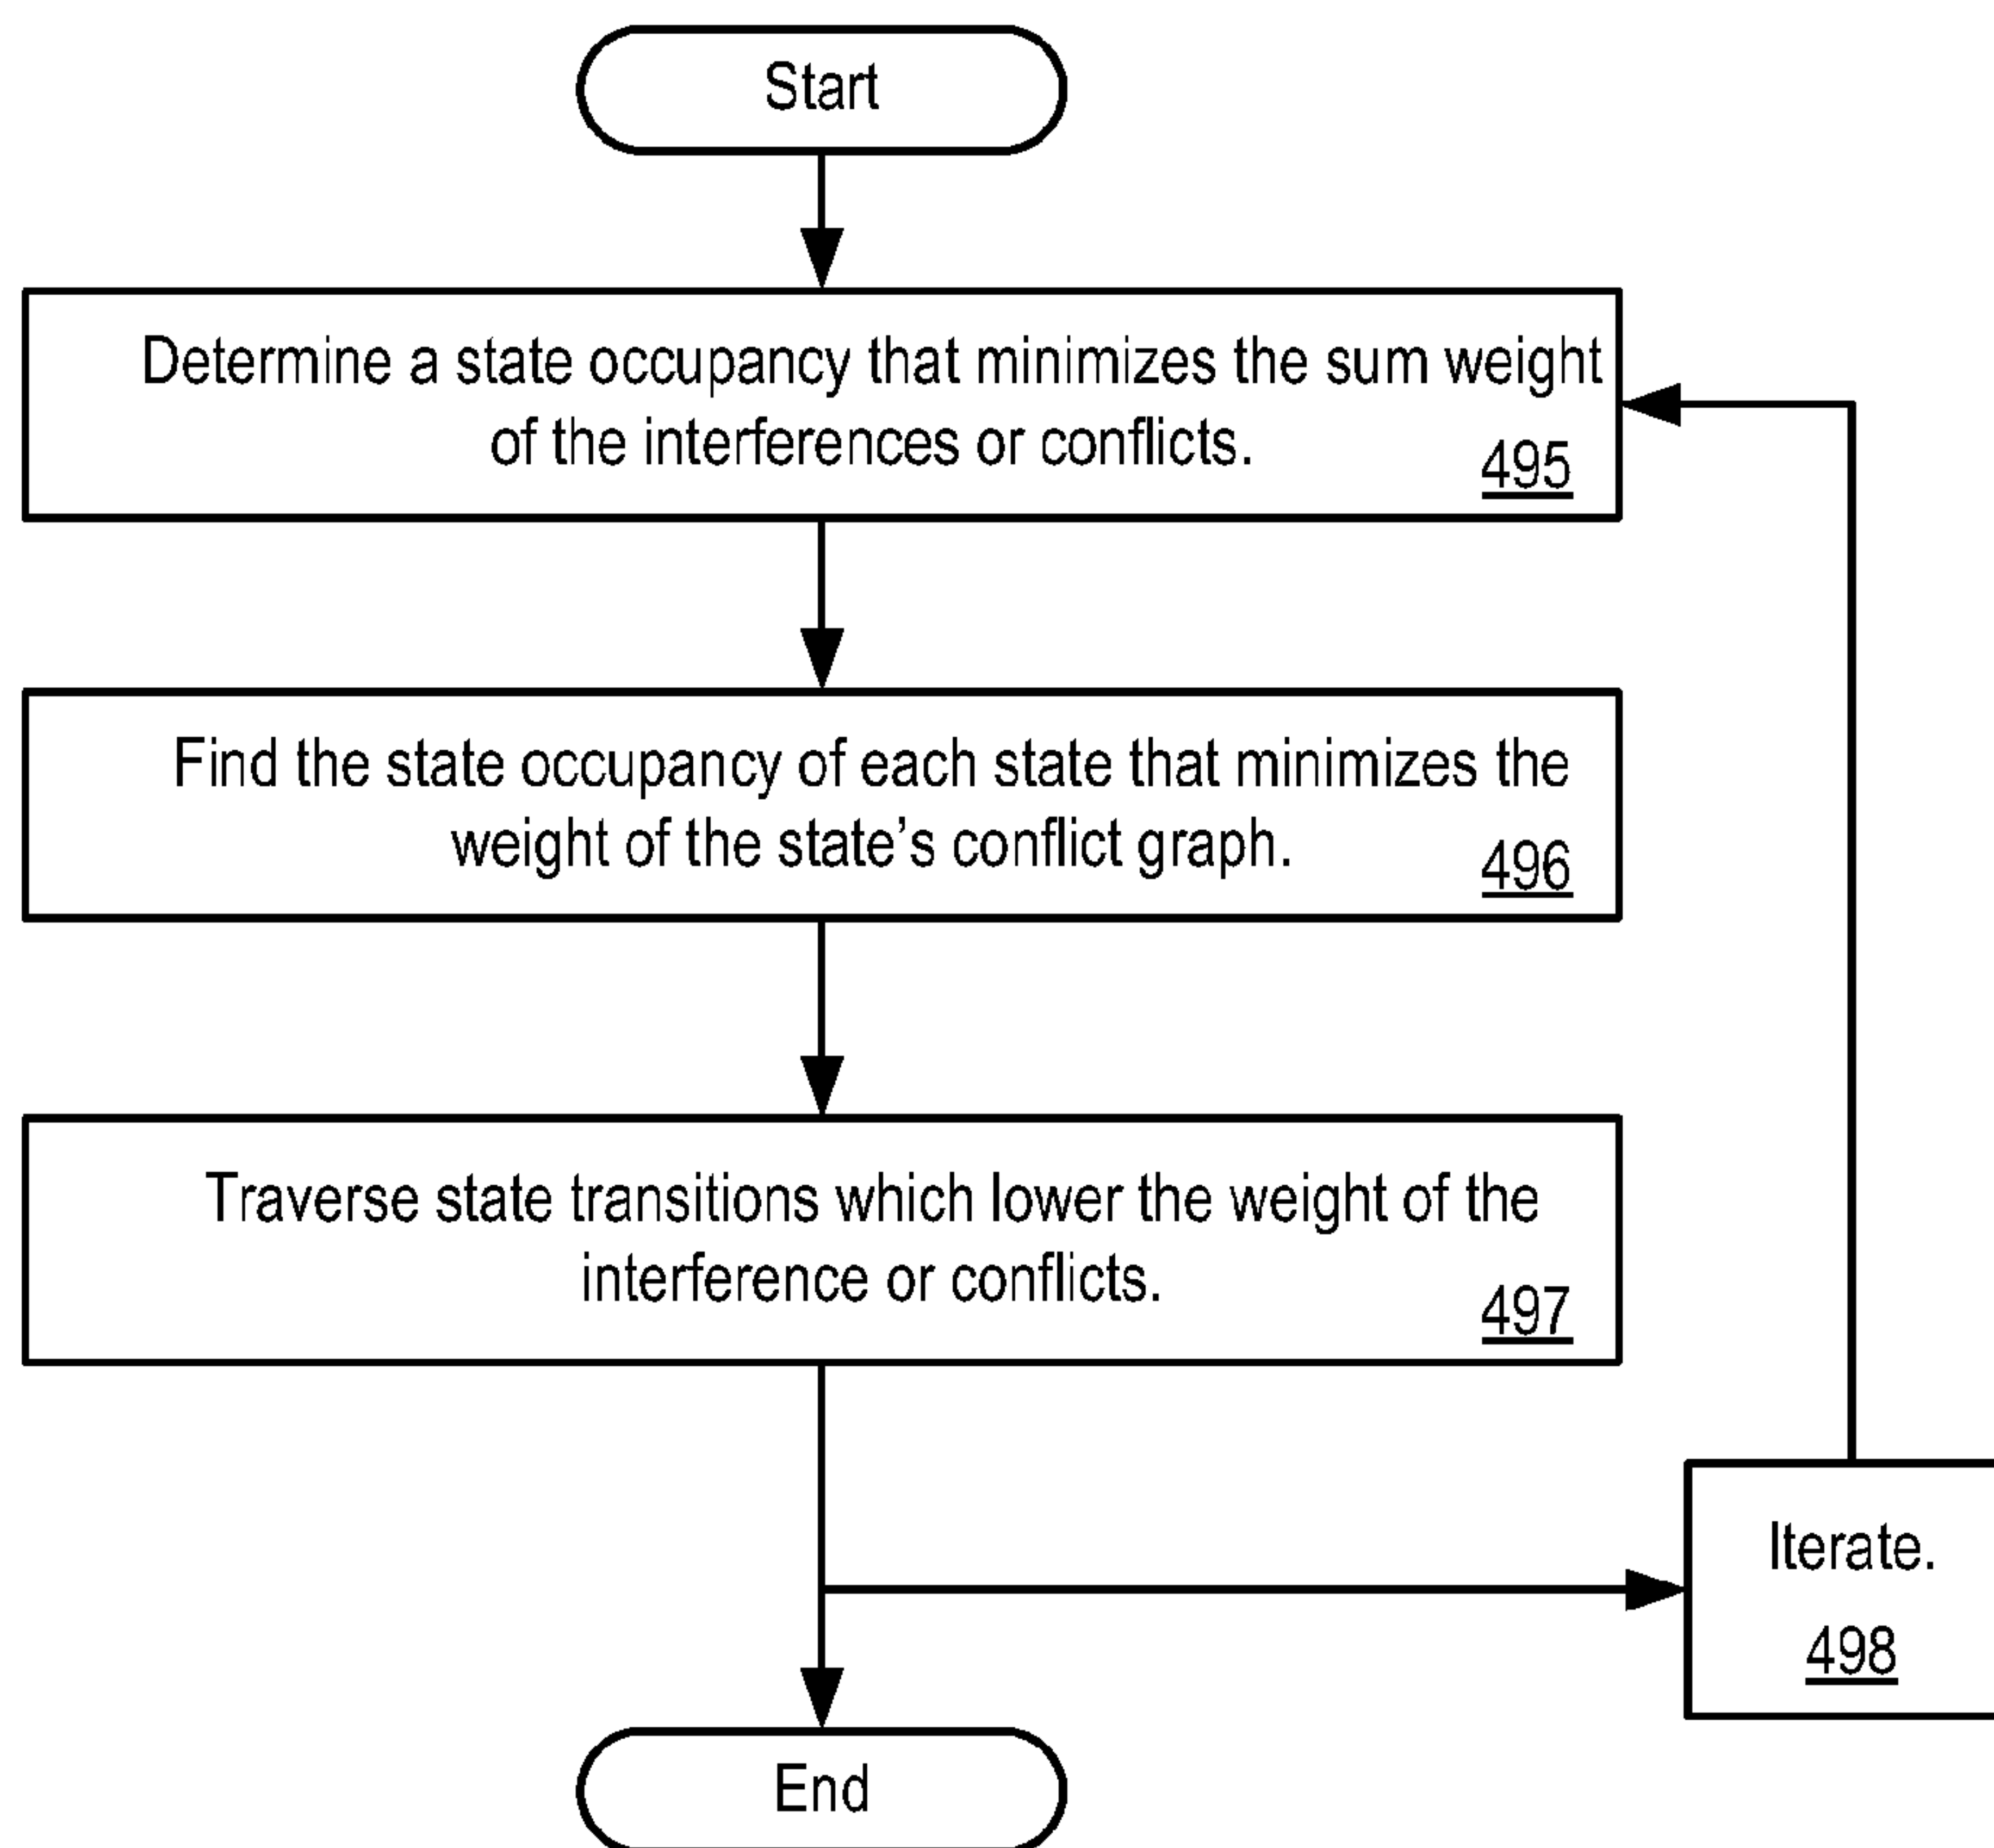 Start
Determine a state occupancy that minimizes the sum weight
of the interferences or conflicts.
495
Find the state occupancy of each state that minimizes the
weight of the state's conflict graph.
496
Traverse state transitions which lower the weight of the
interference or conflicts.
497
Iterate.
498
End